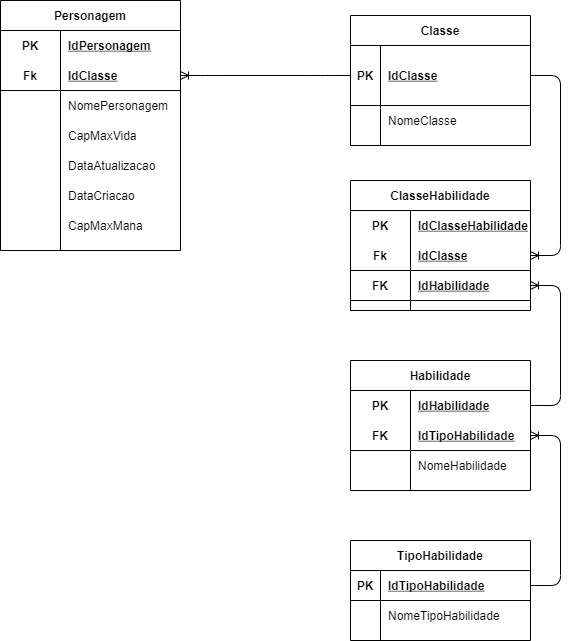 Personagem
PK IdPersonagem
Fk IdClasse
NomePersonagem
CapMaxVida
DataAtualizacao
DataCriacao
CapMaxMana
Classe
PK IdClasse
NomeClasse
ClasseHabilidade
PK IdClasseHabilidade
Fk IdClasse
FK IdHabilidade
Habilidade
PK IdHabilidade
FK IdTipoHabilidade
NomeHabilidade
TipoHabilidade
PK IdTipoHabilidade
NomeTipoHabilidade